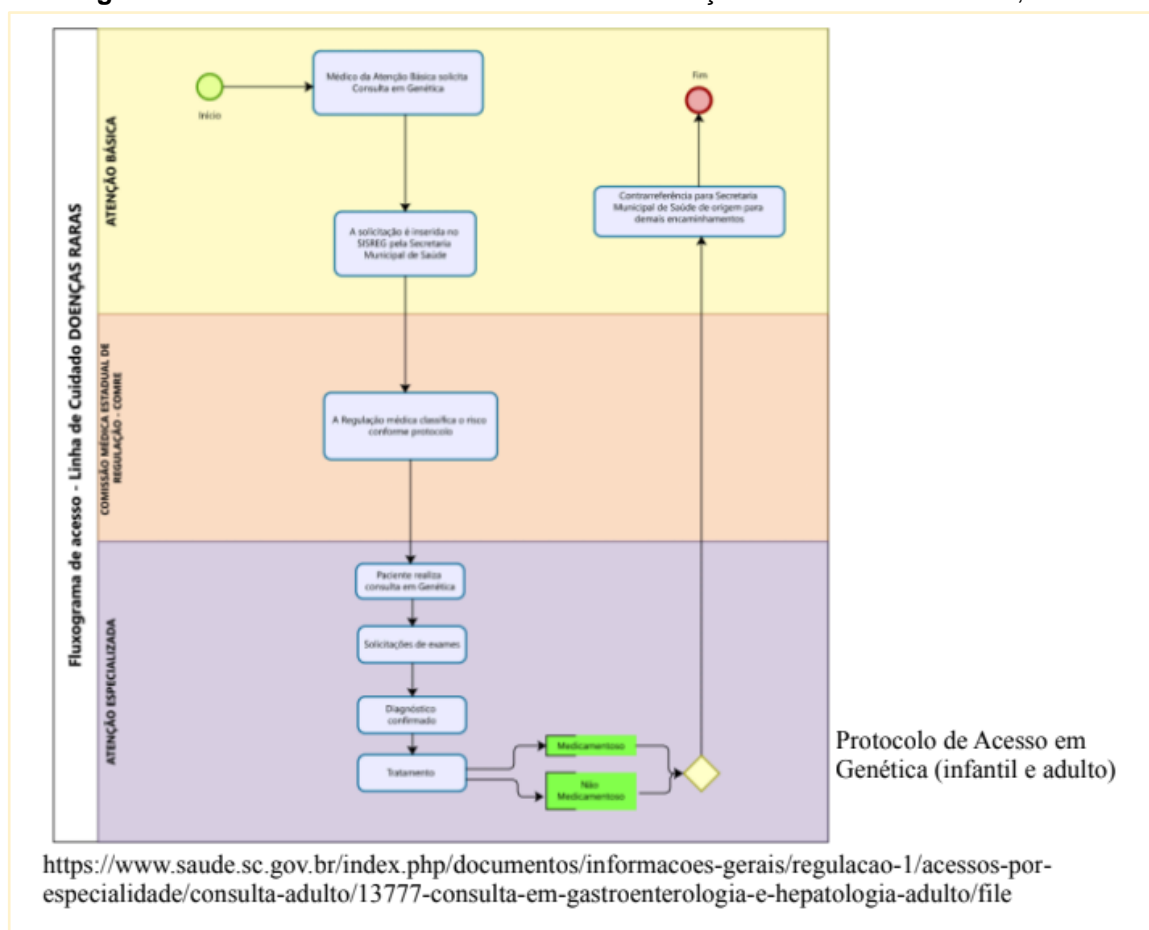 Fluxograma de acesso - Linha de Cuidado DOENÇAS RARAS
ATENÇÃO BÁSICA
Início
Médico da Atenção Básica solicita
Consulta em Genética
A solicitação é inserida no
SISREG pela Secretaria
Municipal de Saúde
Fim
Contrarreferência para Secretaria
Municipal de Saúde de origem para
demais encaminhamentos
COMISSÃO MÉDICA ESTADUAL DE
REGULAÇÃO - COMRE
A Regulação médica classifica o risco
conforme protocolo
ATENÇÃO ESPECIALIZADA
Paciente realiza
consulta em Genética
Solicitações de exames
Diagnóstico
confirmado
Tratamento
Medicamentoso
Não
Medicamentoso
Protocolo de Acesso em
Genética (infantil e adulto)
https://www.saude.sc.gov.br/index.php/documentos/informacoes-gerais/regulacao-1/acessos-por-
especialidade/consulta-adulto/13777-consulta-em-gastroenterologia-e-hepatologia-adulto/file